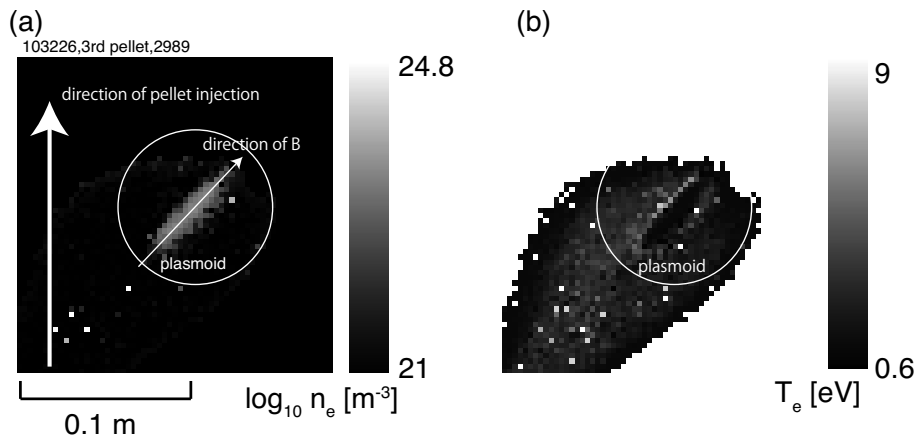 (a)
103226,3rd pellet,2989
direction of pellet injection
direction of B
plasmoid
24.8
21
0.1 m
log10 ne [m-3]
(b)
plasmoid
9
0.6
Te [eV]